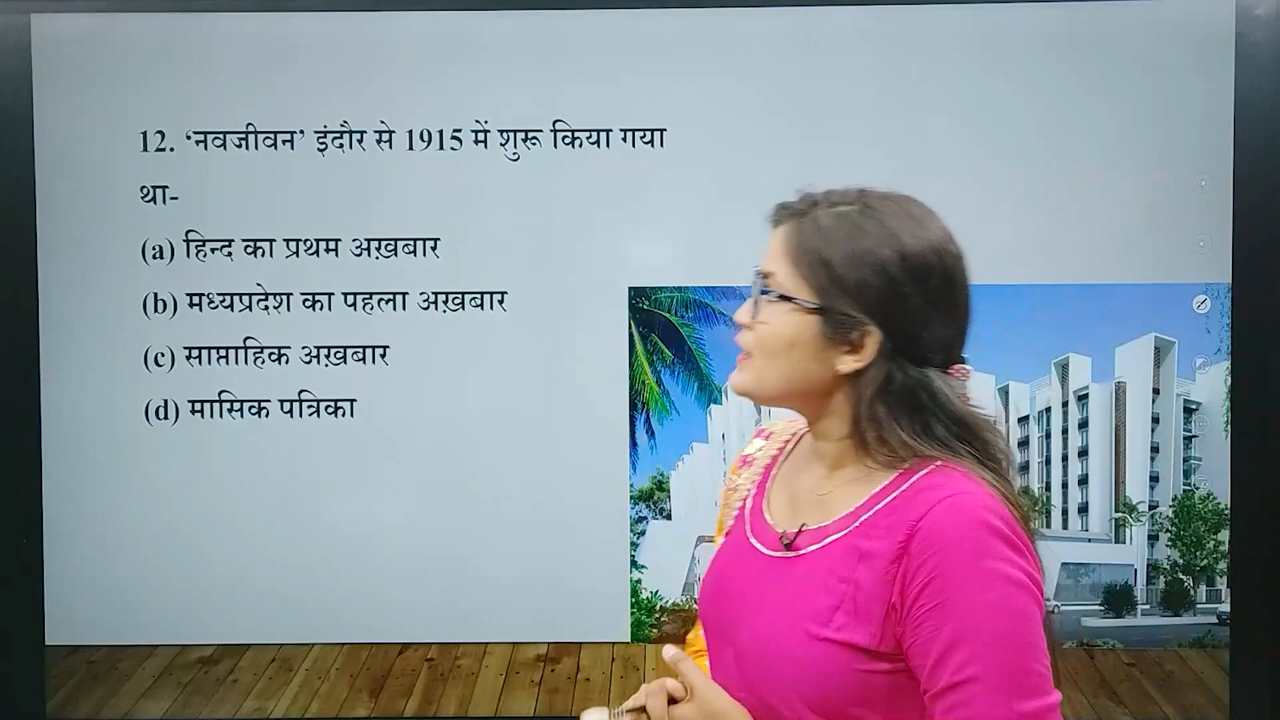 12. ‘नवजीवन’ इंदौर से 1915 में शुरू किया गया
था-
(a) हिन्द का प्रथम अख़बार
(b) मध्यप्रदेश का पहला अख़बार
(c) साप्ताहिक अख़बार
(d) मासिक पत्रिका